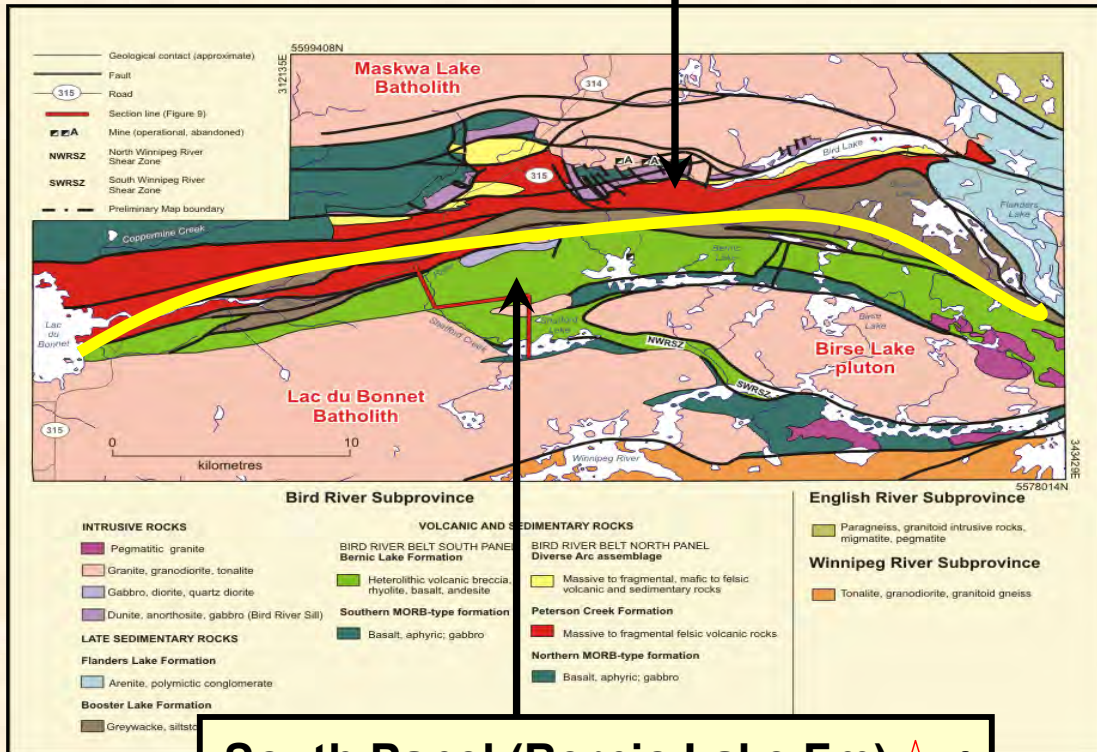 Geological contact (approximate)
Fault
315 Road
Section line (Figure 9)
A Mine (operational, abandoned)
NWRSZ North Winnipeg River
Shear Zone
SWRSZ South Winnipeg River
Shear Zone
Preliminary Map boundary
5599408N
312135E
Maskwa Lake
Batholith
314
315
A A
Bird Lake
Flanders
Lake
Coppermine Creek
River
Bernic
Lake
Lac
du
Bonnet
Shatford Creek
Lake
NWRSZ
SWRSZ
Birse
Lake
Birse Lake
pluton
Lac du Bonnet
Batholith
315
0 10
kilometres
Winnipeg River
343429E
5578014N
Bird River Subprovince
INTRUSIVE ROCKS
Pegmatitic granite
Granite, granodiorite, tonalite
Gabbro, diorite, quartz diorite
Dunite, anorthosite, gabbro (Bird River Sill)
LATE SEDIMENTARY ROCKS
Flanders Lake Formation
Arenite, polymictic conglomerate
Booster Lake Formation
Greywacke,
VOLCANIC AND SEDIMENTARY ROCKS
BIRD RIVER BELT SOUTH PANEL
Bernic Lake Formation
Heterolithic volcanic breccia,
rhyolite, basalt, andesite
Southern MORB-type formation
Basalt, aphyric; gabbro
BIRD RIVER BELT NORTH PANEL
Diverse Arc assemblage
Massive to fragmental, mafic to felsic
volcanic and sedimentary rocks
Peterson Creek Formation
Massive to fragmental felsic volcanic rocks
Northern MORB-type formation
Basalt, aphyric; gabbro
English River Subprovince
Paragneiss, granitoid intrusive rocks,
migmatite, pegmatite
Winnipeg River Subprovince
Tonalite, granodiorite, granitoid gneiss
South Panel (Bernic Lake Fm)